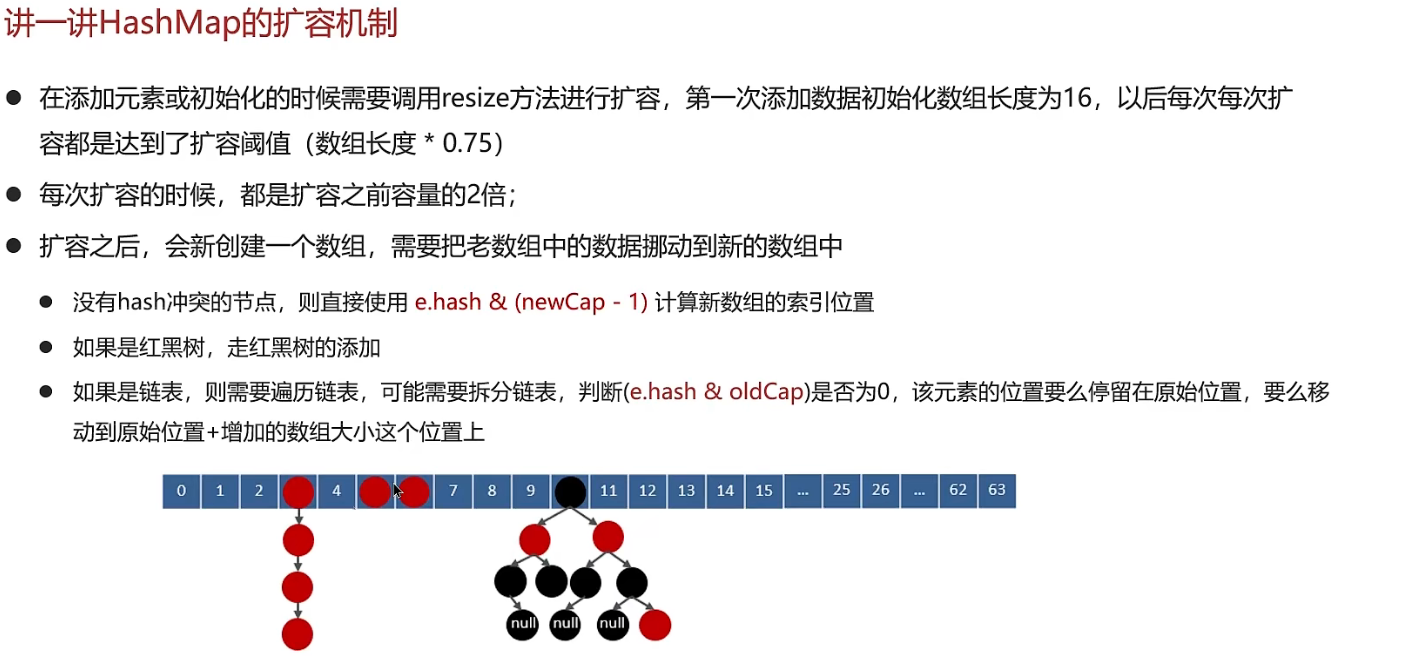 讲一讲HashMap的扩容机制
在添加元素或初始化的时候需要调用resize方法进行扩容，第一次添加数据初始化数组长度为16，以后每次每次扩
容都是达到了扩容阈值（数组长度 * 0.75）
每次扩容的时候，都是扩容之前容量的2倍；
扩容之后，会新创建一个数组，需要把老数组中的数据挪动到新的数组中
没有hash冲突的节点，则直接使用 e.hash & (newCap - 1) 计算新数组的索引位置
如果是红黑树，走红黑树的添加
如果是链表，则需要遍历链表，可能需要拆分链表，判断(e.hash & oldCap)是否为0，该元素的位置要么停留在原始位置，要么移
动到原始位置+增加的数组大小这个位置上
0 1 2 4 7 8 9 11 12 13 14 15 ... 25 26 ... 62 63
null null null